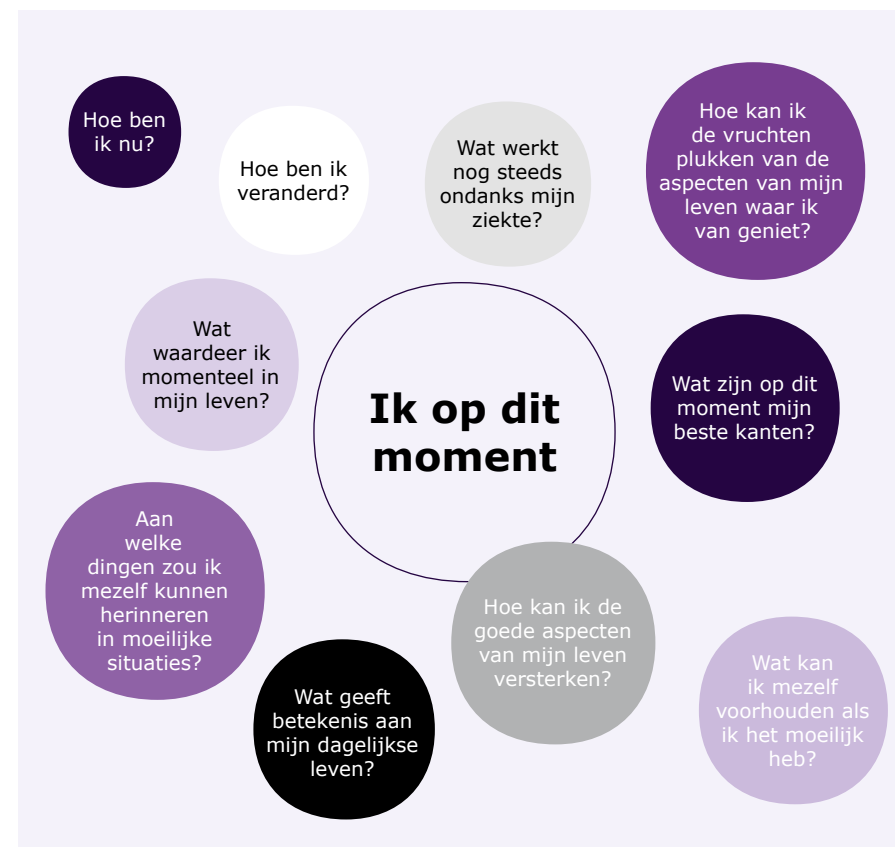 Hoe ben
ik nu?
Hoe ben ik
veranderd?
Wat werkt
nog steeds
ondanks mijn
ziekte?
Hoe kan ik
de vruchten
plukken van de
aspecten van mijn
leven waar ik
van geniet?
Wat
waardeer ik
momenteel in
mijn leven?
Ik op dit
moment
Wat zijn op dit
moment mijn
beste kanten?
Aan
welke
dingen zou ik
mezelf kunnen
herinneren
in moeilijke
situaties?
Hoe kan ik de
goede aspecten
van mijn leven
versterken?
Wat geeft
betekenis aan
mijn dagelijkse
leven?
Wat kan
ik mezelf
voorhouden als
ik het moeilijk
heb?